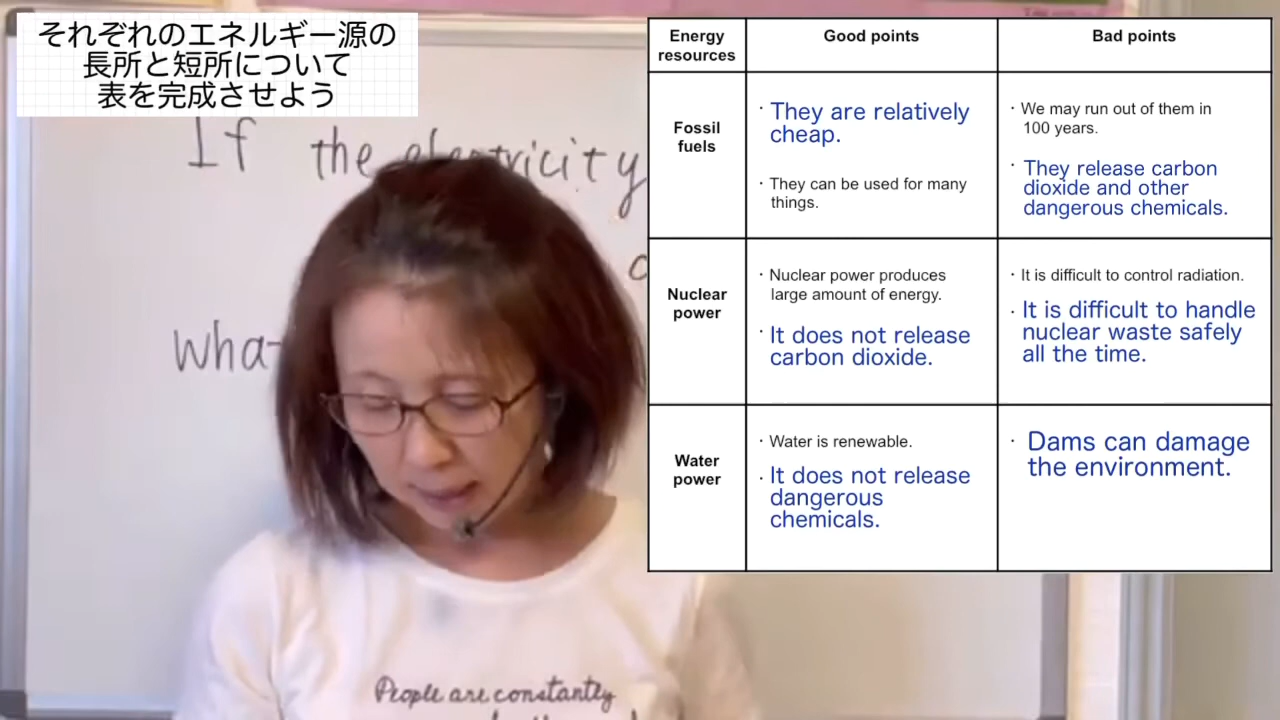 それぞれのエネルギー源の
長所と短所について
表を完成させよう
If the electricity
wha
People are constantly
Energy resources
Good points
Bad points
Fossil fuels
· They are relatively
cheap.
· They can be used for many
things.
· We may run out of them in
100 years.
· They release carbon
dioxide and other
dangerous chemicals.
Nuclear power
· Nuclear power produces
large amount of energy.
· It does not release
carbon dioxide.
· It is difficult to control radiation.
· It is difficult to handle
nuclear waste safely
all the time.
Water power
· Water is renewable.
· It does not release
dangerous
chemicals.
· Dams can damage
the environment.